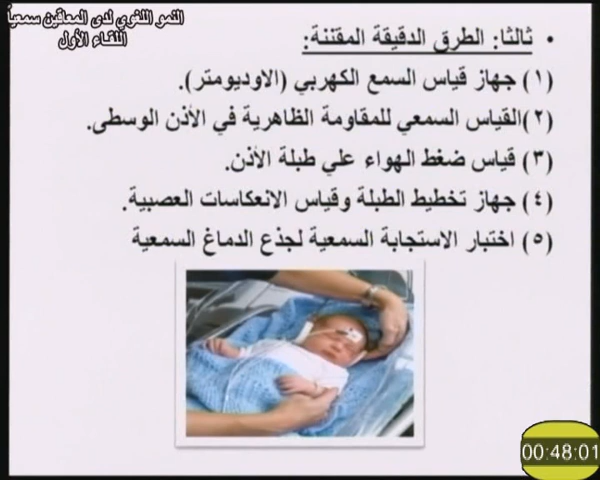 النمو اللغوي لدى المعاقين سمعياً
اللقاء الأول
• ثالثا: الطرق الدقيقة المقننة:
(١) جهاز قياس السمع الكهربي (الاوديومتر).
(٢)القياس السمعي للمقاومة الظاهرية في الأذن الوسطى.
(٣) قياس ضغط الهواء علي طبلة الأذن.
(٤) جهاز تخطيط الطبلة وقياس الانعكاسات العصبية.
(٥) اختبار الاستجابة السمعية لجذع الدماغ السمعية
00:48:01